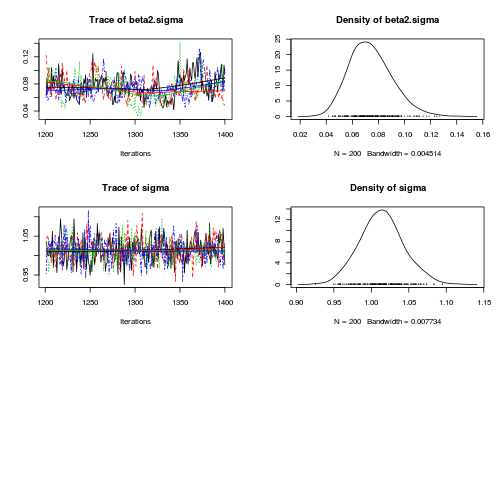 Trace of beta2.sigma
0.04 0.08 0.12
1200 1250 1300 1350 1400
Iterations
Density of beta2.sigma
0 5 10 15 20 25
0.02 0.04 0.06 0.08 0.10 0.12 0.14 0.16
N = 200 Bandwidth = 0.004514
Trace of sigma
0.95 1.05
1200 1250 1300 1350 1400
Iterations
Density of sigma
0 4 8 12
0.90 0.95 1.00 1.05 1.10 1.15
N = 200 Bandwidth = 0.007734